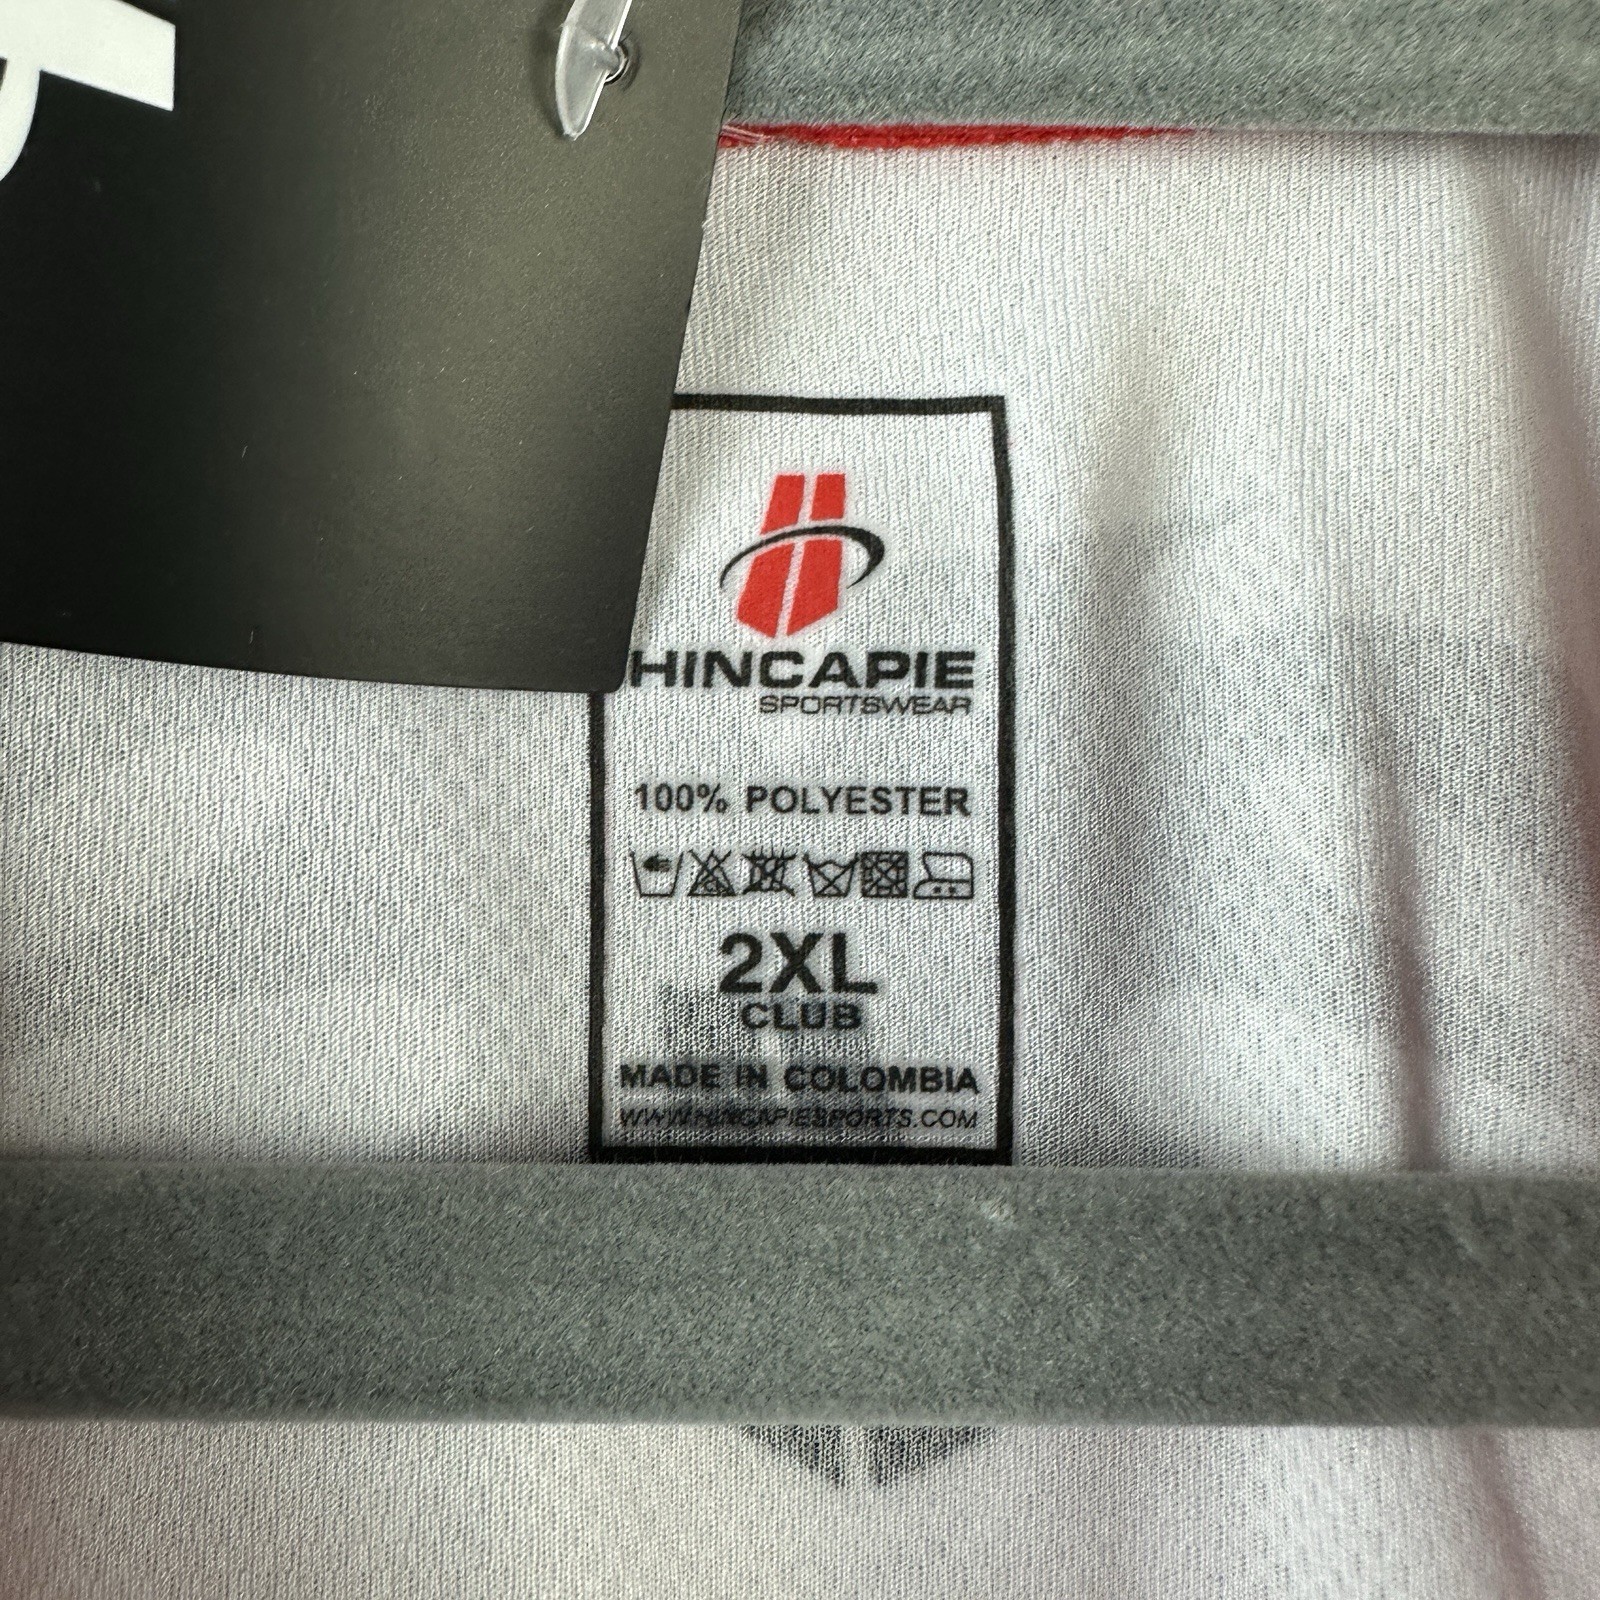 HINCAPIE
SPORTSWEAR
100% POLYESTER
2XL
CLUB
MADE IN COLOMBIA
WWW.HINCAPIESPORTS.COM